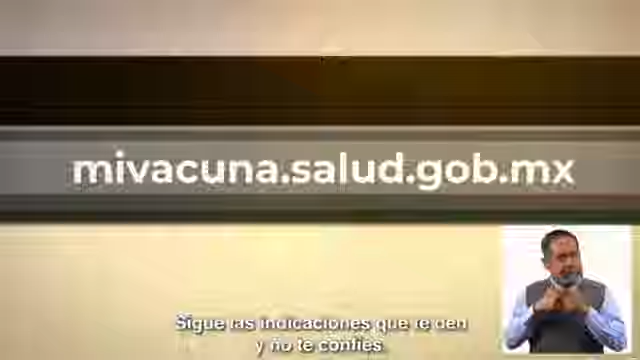 mivacuna.salud.gob.mx
Sigue las indicaciones que te den
y no te confíes